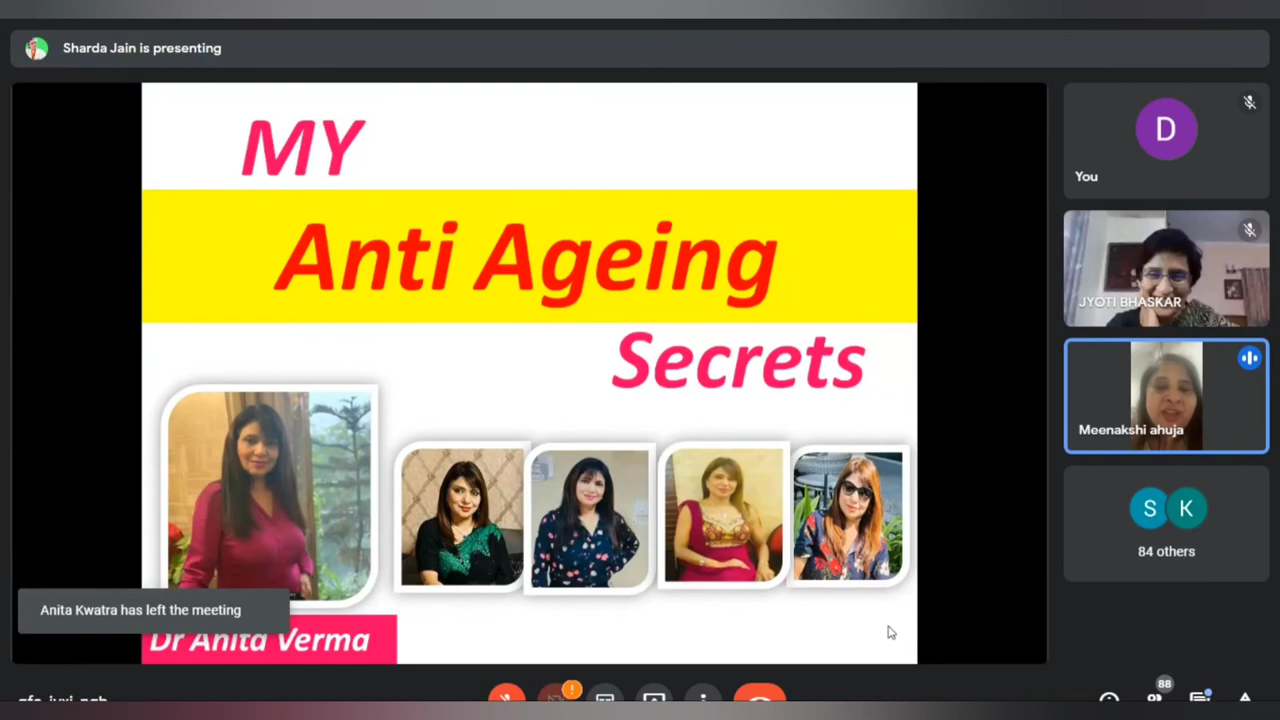 Sharda Jain is presenting
MY
Anti Ageing
Secrets
Dr Anita Verma
Anita Kwatra has left the meeting
D
You
JYOTI BHASKAR
Meenakshi ahuja
S K
84 others
88